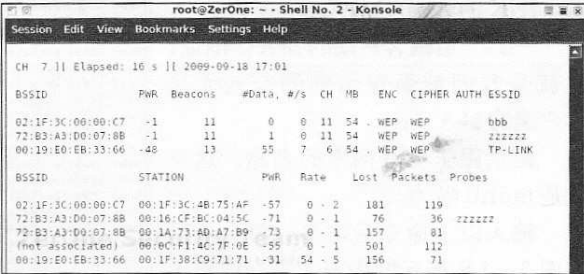 root@ZerOne: ~ - Shell No. 2 - Konsole
Session Edit View Bookmarks Settings Help
CH 7 ][ Elapsed: 16 s ][ 2009-09-18 17:01
BSSID PWR Beacons #Data, #/s CH MB ENC CIPHER AUTH ESSID
02:1F:3C:00:00:C7 -1 11 0 0 11 54 . WEP WEP bbb
72:B3:A3:D0:07:8B -1 11 1 0 11 54 . WEP WEP zzzzzz
00:19:E0:EB:33:66 -48 13 55 7 6 54 . WEP WEP TP-LINK
BSSID STATION PWR Rate Lost Packets Probes
02:1F:3C:00:00:C7 00:1F:3C:4B:75:AF -57 0 - 2 181 119
72:B3:A3:D0:07:8B 00:16:CF:BC:04:5C -71 0 - 1 76 36 zzzzzz
72:B3:A3:D0:07:8B 00:1A:73:AD:A7:B9 -73 0 - 1 157 81
(not associated) 00:0C:F1:4C:7F:0E -55 0 - 1 501 112
00:19:E0:EB:33:66 00:1F:38:C9:71:71 -31 54 - 5 156 71